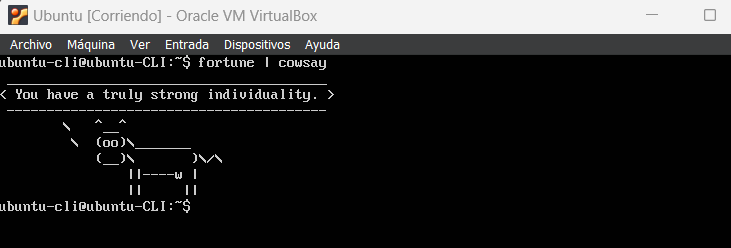 Ubuntu [Corriendo] - Oracle VM VirtualBox
Archivo Máquina Ver Entrada Dispositivos Ayuda
ubuntu-cli@ubuntu-CLI:~$ fortune | cowsay
 ________________________________________
< You have a truly strong individuality. >
 ----------------------------------------
        \   ^__^
         \  (oo)\_______
            (__)\       )\/\
                ||----w |
                ||     ||
ubuntu-cli@ubuntu-CLI:~$